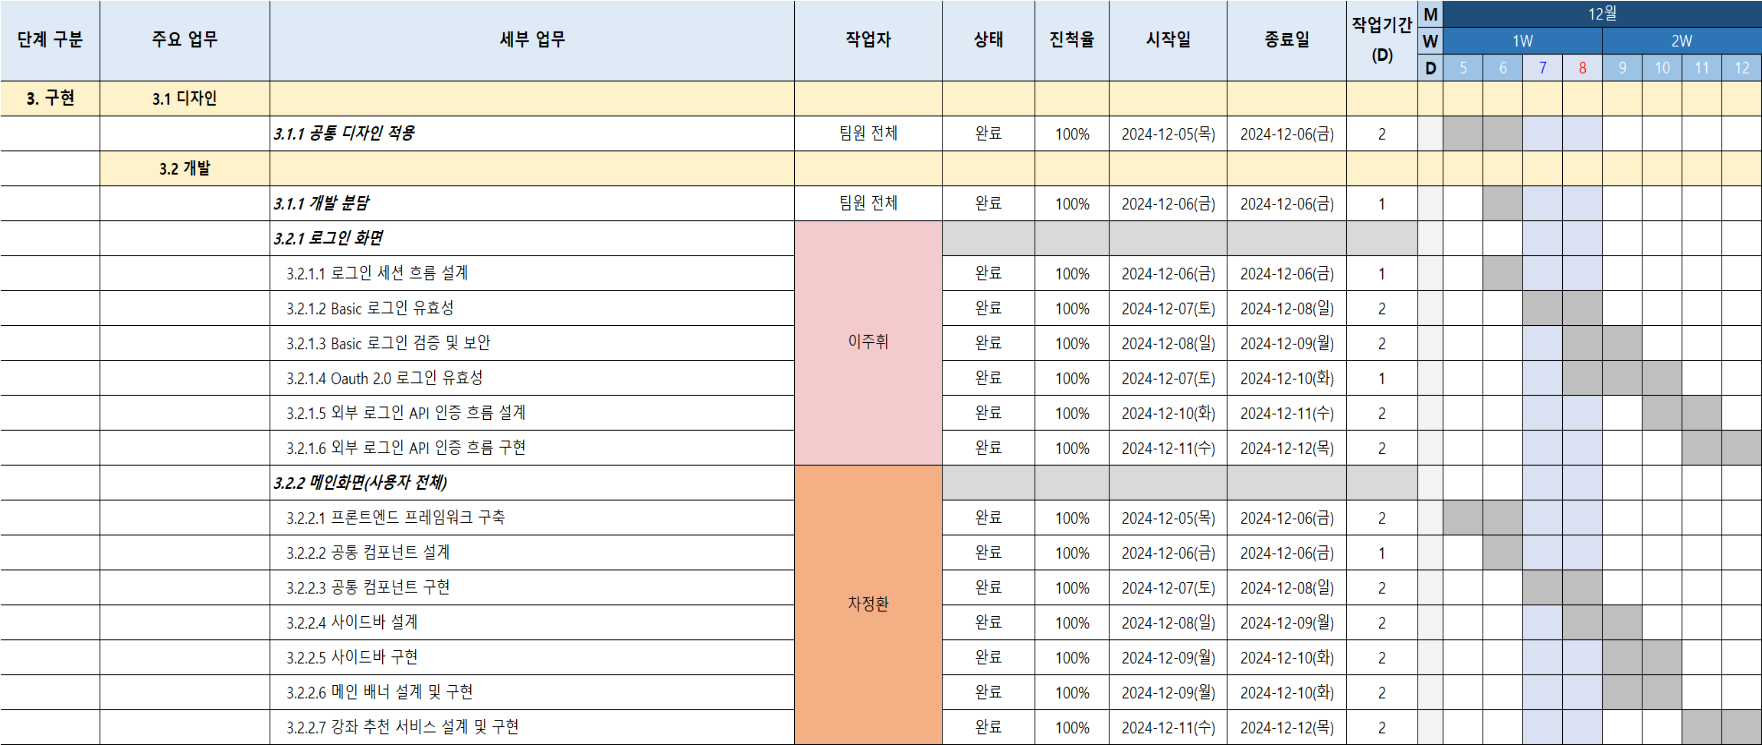 단계 구분 주요 업무 세부 업무 작업자 상태 진척율 시작일 종료일 작업기간 (D) M 12월
W 1W 2W
D 5 6 7 8 9 10 11 12
3. 구현 3.1 디자인
3.1.1 공통 디자인 적용 팀원 전체 완료 100% 2024-12-05(목) 2024-12-06(금) 2
3.2 개발
3.1.1 개발 분담 팀원 전체 완료 100% 2024-12-06(금) 2024-12-06(금) 1
3.2.1 로그인 화면
3.2.1.1 로그인 세션 흐름 설계 완료 100% 2024-12-06(금) 2024-12-06(금) 1
3.2.1.2 Basic 로그인 유효성 완료 100% 2024-12-07(토) 2024-12-08(일) 2
3.2.1.3 Basic 로그인 검증 및 보안 이주휘 완료 100% 2024-12-08(일) 2024-12-09(월) 2
3.2.1.4 Oauth 2.0 로그인 유효성 완료 100% 2024-12-07(토) 2024-12-10(화) 1
3.2.1.5 외부 로그인 API 인증 흐름 설계 완료 100% 2024-12-10(화) 2024-12-11(수) 2
3.2.1.6 외부 로그인 API 인증 흐름 구현 완료 100% 2024-12-11(수) 2024-12-12(목) 2
3.2.2 메인화면(사용자 전체)
3.2.2.1 프론트엔드 프레임워크 구축 완료 100% 2024-12-05(목) 2024-12-06(금) 2
3.2.2.2 공통 컴포넌트 설계 완료 100% 2024-12-06(금) 2024-12-06(금) 1
3.2.2.3 공통 컴포넌트 구현 차정환 완료 100% 2024-12-07(토) 2024-12-08(일) 2
3.2.2.4 사이드바 설계 완료 100% 2024-12-08(일) 2024-12-09(월) 2
3.2.2.5 사이드바 구현 완료 100% 2024-12-09(월) 2024-12-10(화) 2
3.2.2.6 메인 배너 설계 및 구현 완료 100% 2024-12-09(월) 2024-12-10(화) 2
3.2.2.7 강좌 추천 서비스 설계 및 구현 완료 100% 2024-12-11(수) 2024-12-12(목) 2